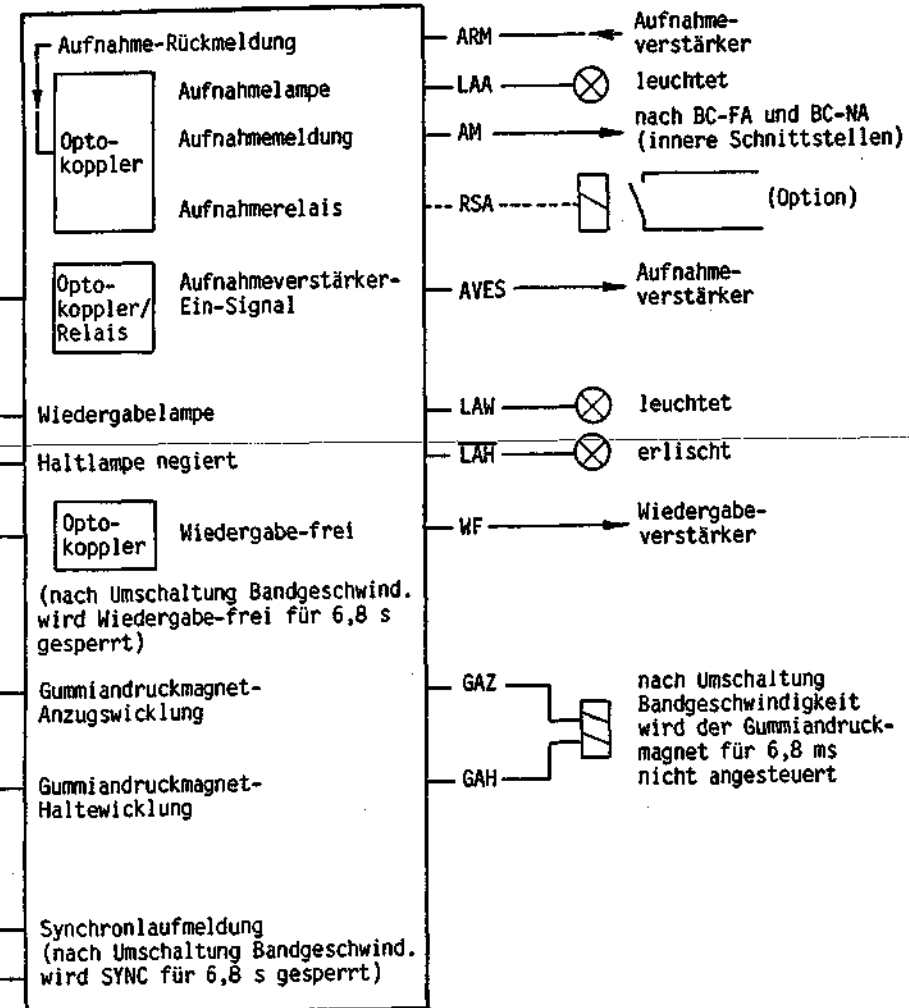 Aufnahme-Rückmeldung
ARM
Aufnahme-
verstärker
Opto-
koppler
Aufnahmelampe
LAA
leuchtet
Aufnahmemeldung
AM
nach BC-FA und BC-NA
(innere Schnittstellen)
Aufnahmerelais
RSA
(Option)
Opto-
koppler/
Relais
Aufnahmeverstärker-
Ein-Signal
AVES
Aufnahme-
verstärker
Wiedergabelampe
LAW
leuchtet
Haltlampe negiert
LAH
erlischt
Opto-
koppler
Wiedergabe-frei
WF
Wiedergabe-
verstärker
(nach Umschaltung Bandgeschwind.
wird Wiedergabe-frei für 6,8 s
gesperrt)
Gummiandruckmagnet-
Anzugswicklung
GAZ
nach Umschaltung
Bandgeschwindigkeit
wird der Gummiandruck-
magnet für 6,8 ms
nicht angesteuert
Gummiandruckmagnet-
Haltewicklung
GAH
Synchronlaufmeldung
(nach Umschaltung Bandgeschwind.
wird SYNC für 6,8 s gesperrt)